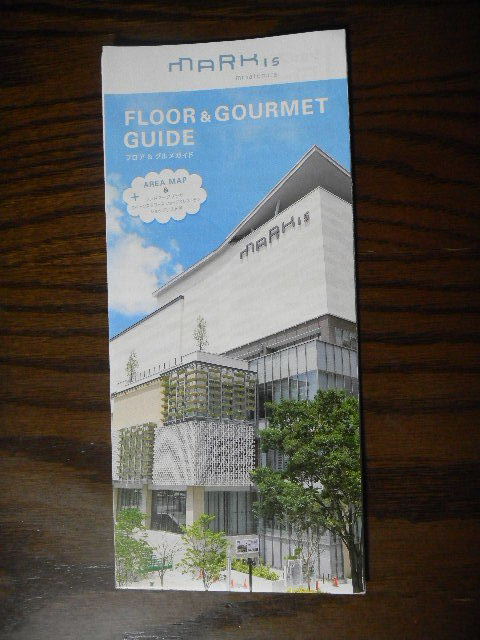 MARK IS
minatomirai
FLOOR & GOURMET
GUIDE
フロア & グルメガイド
AREA MAP
&
+
MARK IS